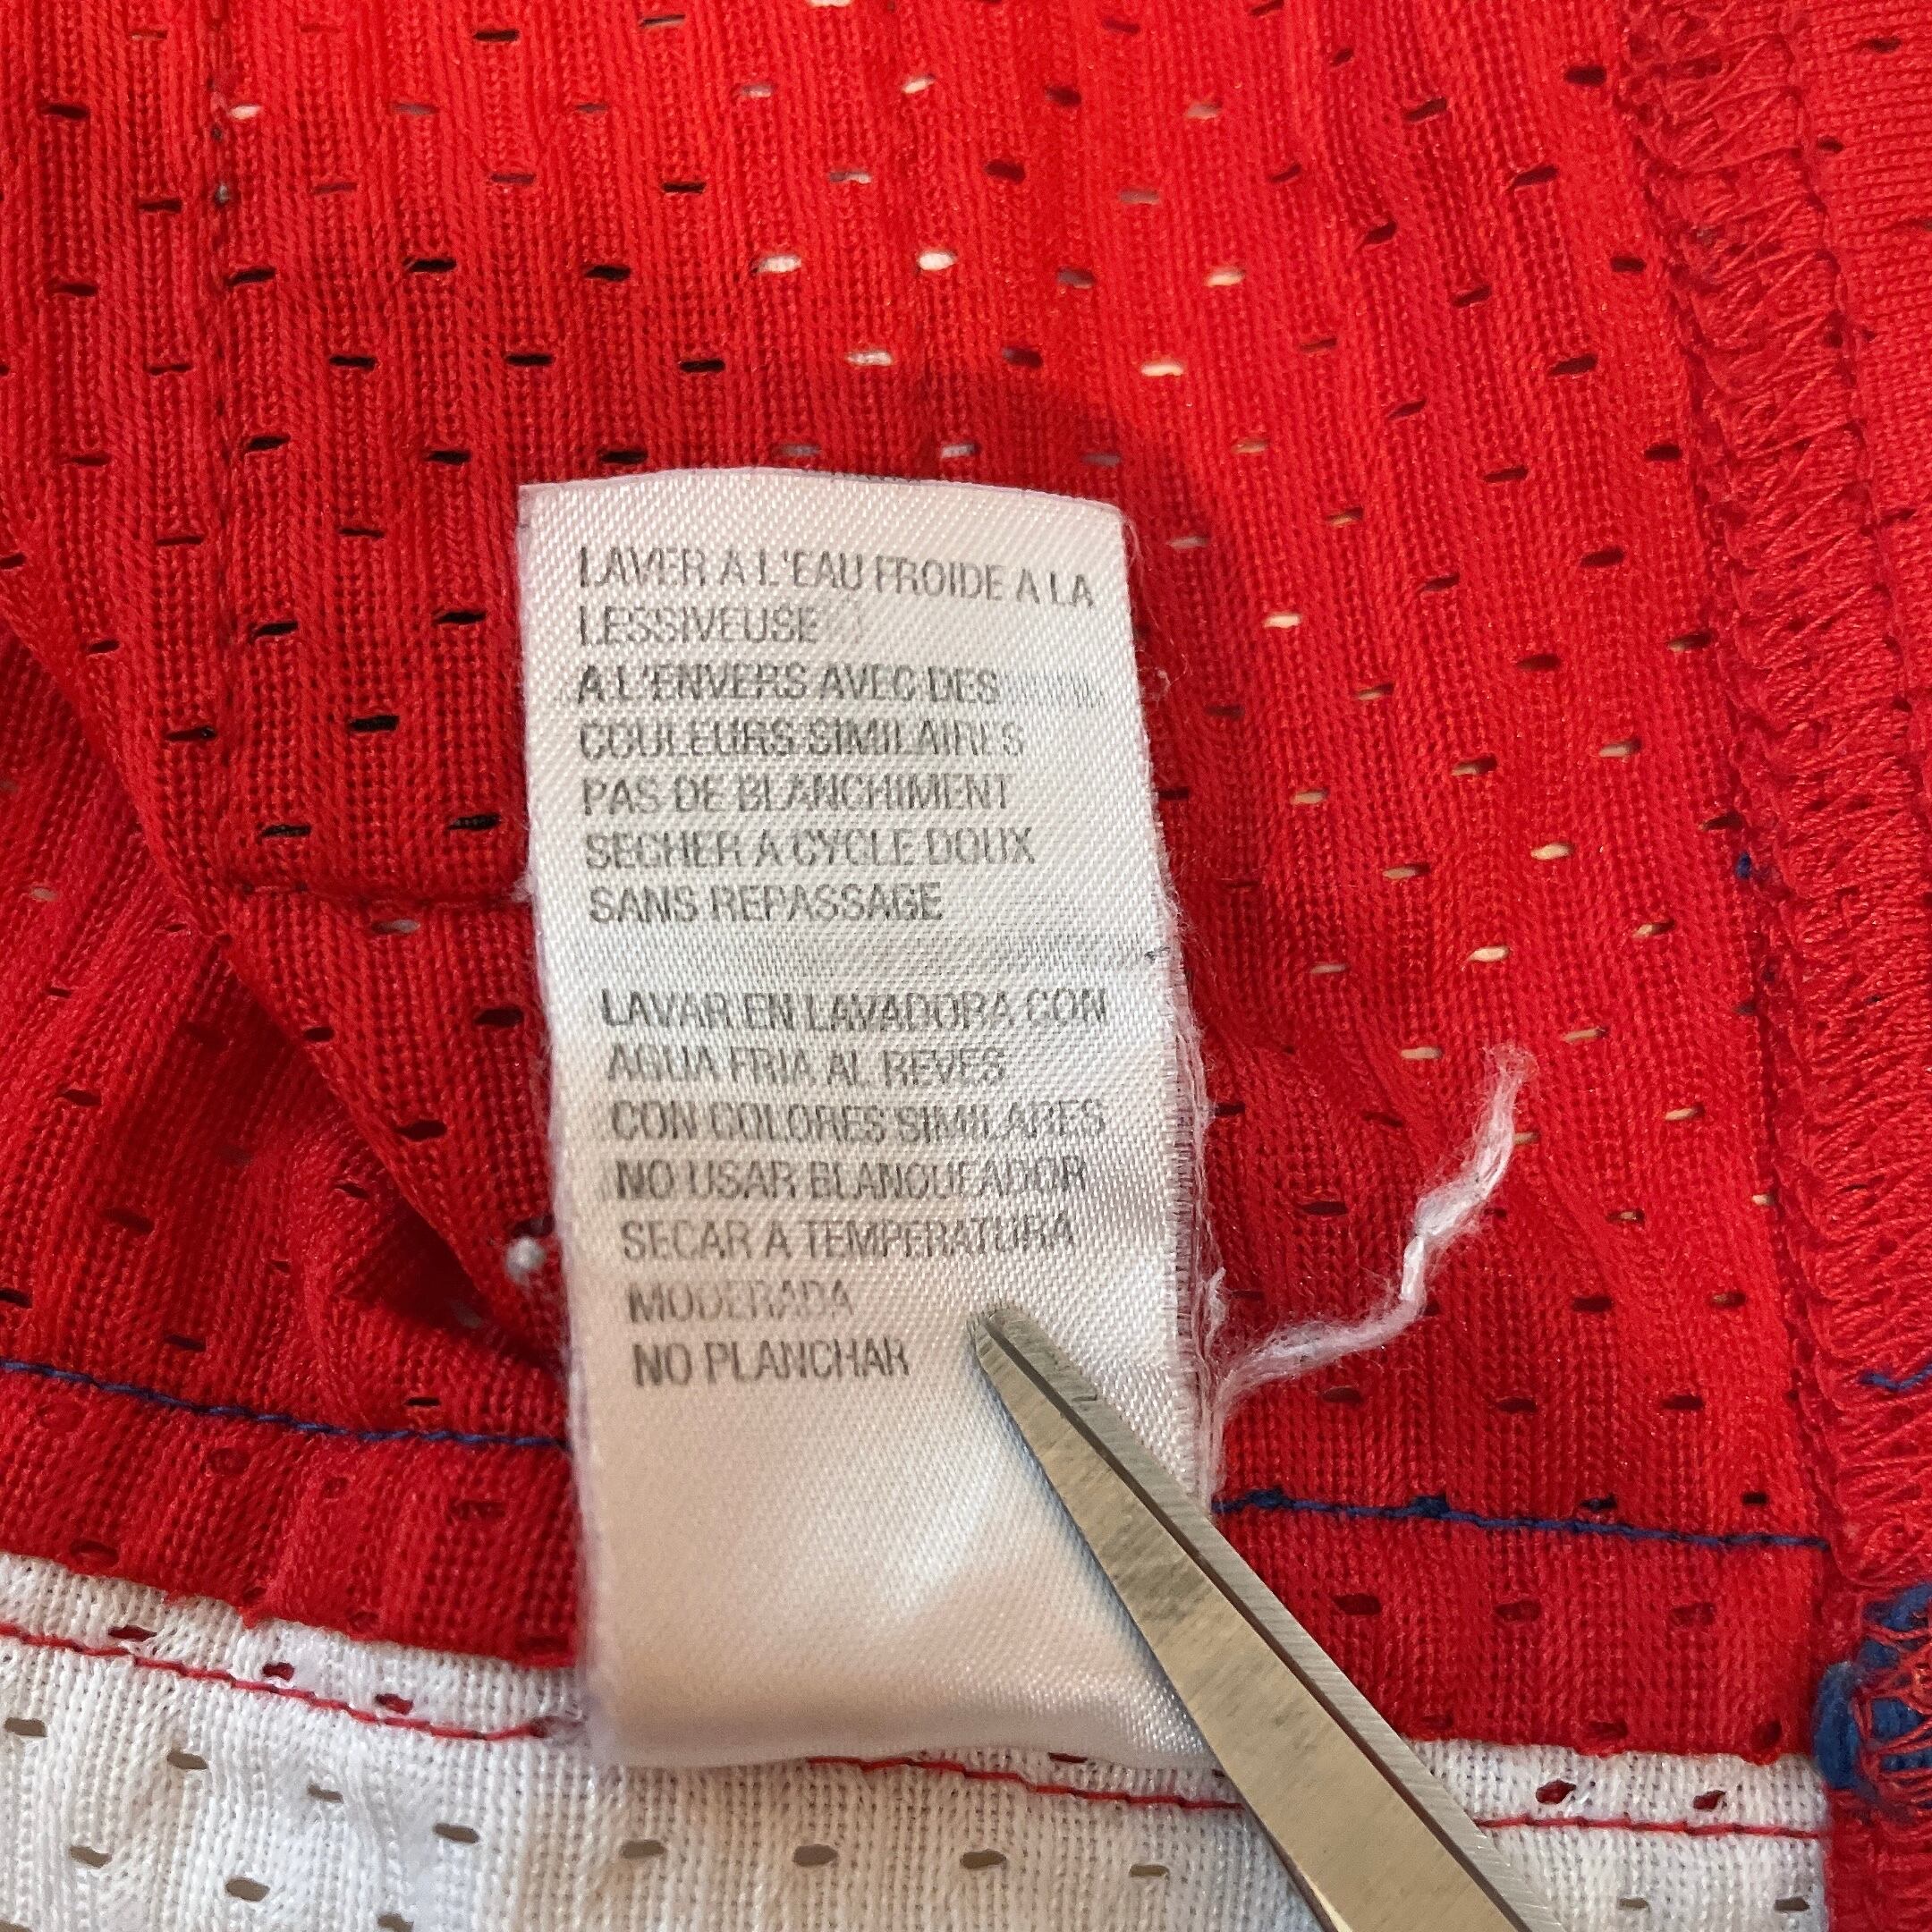 LAVER A L'EAU FROIDE A LA
LESSIVEUSE
A L'ENVERS AVEC DES
COULEURS SIMILAIRES
PAS DE BLANCHIMENT
SECHER A CYCLE DOUX
SANS REPASSAGE
LAVAR EN LAVADORA CON
AGUA FRIA AL REVES
CON COLORES SIMILARES
NO USAR BLANQUEADOR
SECAR A TEMPERATURA
MODERADA
NO PLANCHAR